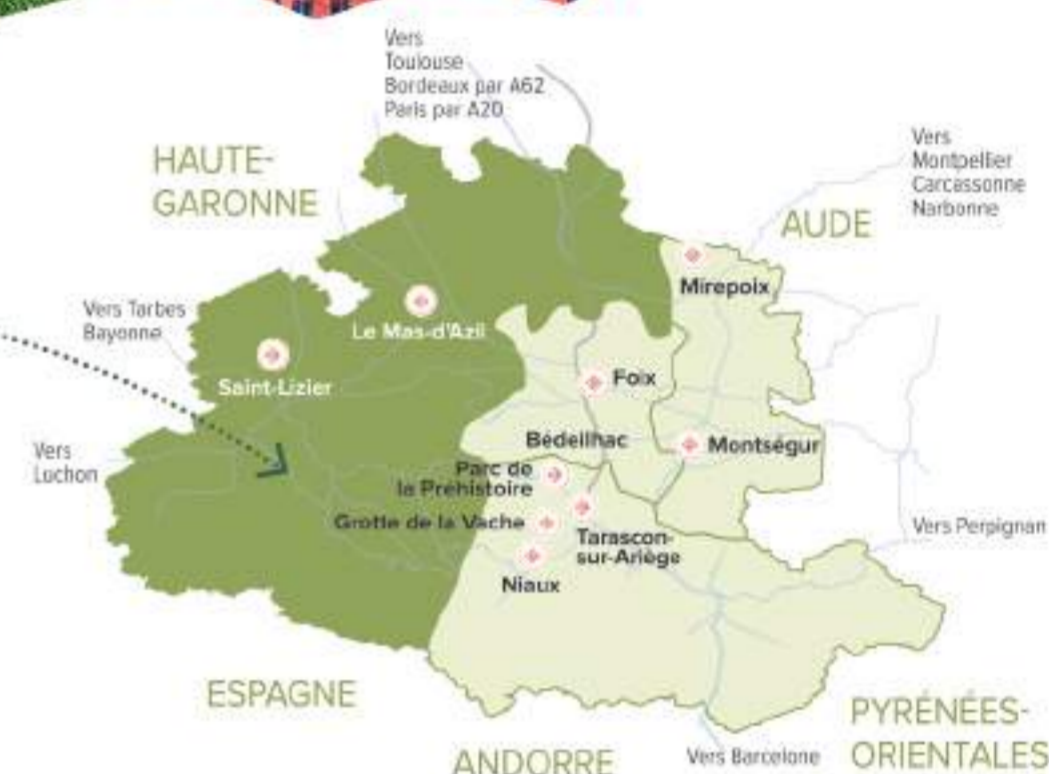 Vers
Toulouse
Bordeaux par A62
Paris par A20
HAUTE-
GARONNE
Vers
Montpellier
Carcassonne
Narbonne
AUDE
Mirepoix
Vers Tarbes
Bayonne
Le Mas-d'Azil
Saint-Lizier
Foix
Bédeilhac
Montségur
Vers
Luchon
Parc de
la Préhistoire
Grotte de la Vache
Tarascon-
sur-Ariège
Vers Perpignan
Niaux
ESPAGNE
PYRÉNÉES-
ORIENTALES
ANDORRE
Vers Barcelone